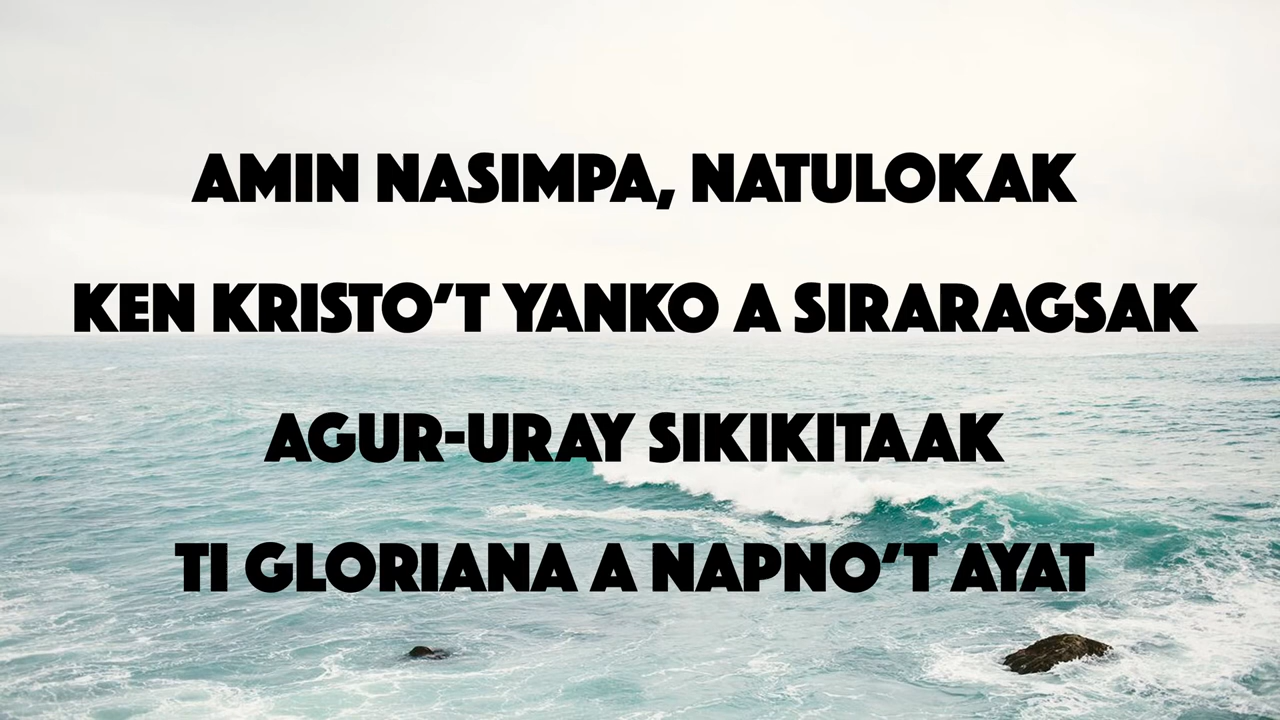 AMIN NASIMPA, NATULOKAK
KEN KRISTO'T YANKO A SIRARAGSAK
AGUR-URAY SIKIKITAAK
TI GLORIANA A NAPNO'T AYAT